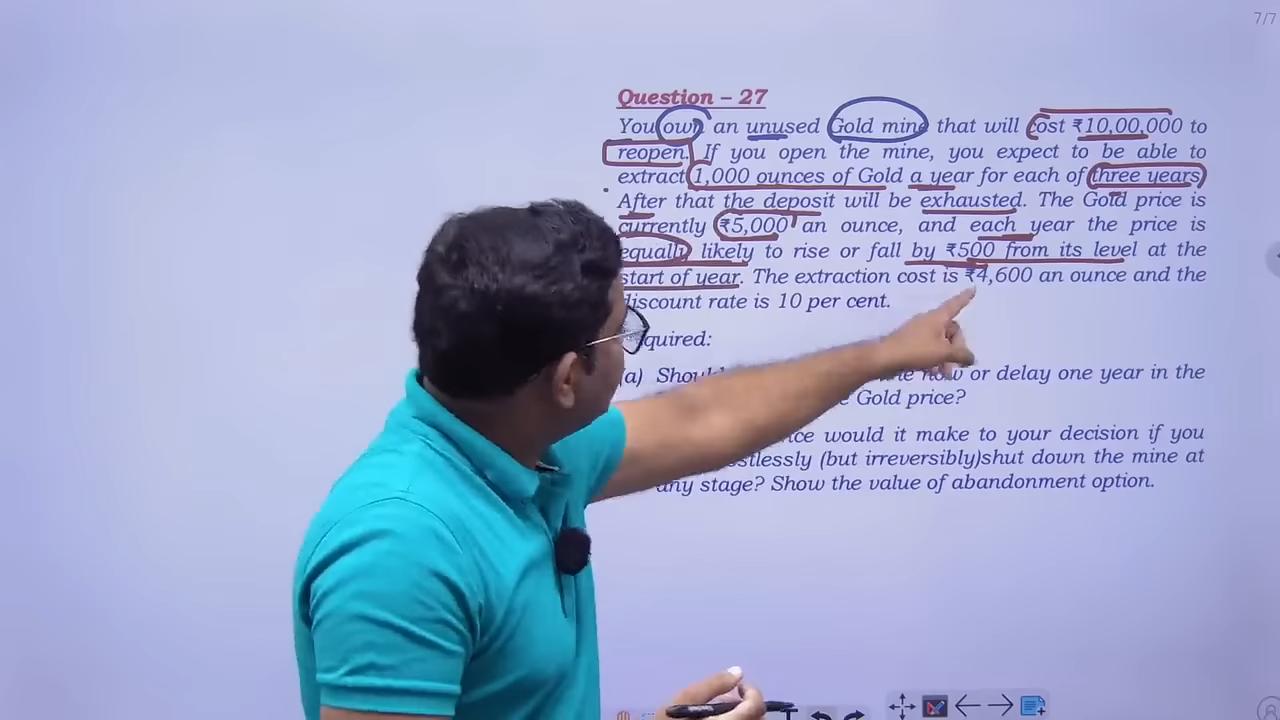 7/7
Question – 27
You own an unused Gold mine that will cost ₹10,00,000 to
reopen. If you open the mine, you expect to be able to
extract 1,000 ounces of Gold a year for each of three years.
After that the deposit will be exhausted. The Gold price is
currently ₹5,000 an ounce, and each year the price is
equally likely to rise or fall by ₹500 from its level at the
start of year. The extraction cost is ₹4,600 an ounce and the
discount rate is 10 per cent.
quired:
(a) now or delay one year in the
Gold price?
would it make to your decision if you
(but irreversibly)shut down the mine at
any stage? Show the value of abandonment option.